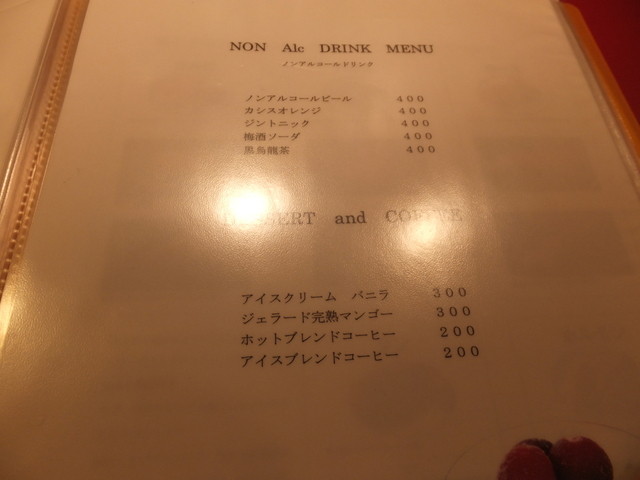 NON Alc DRINK MENU
ノンアルコールドリンク
ノンアルコールビール 400
カシスオレンジ 400
ジントニック 400
梅酒ソーダ 400
黒烏龍茶 400
DESSERT and COFFEE
アイスクリーム バニラ 300
ジェラード完熟マンゴー 300
ホットブレンドコーヒー 200
アイスブレンドコーヒー 200